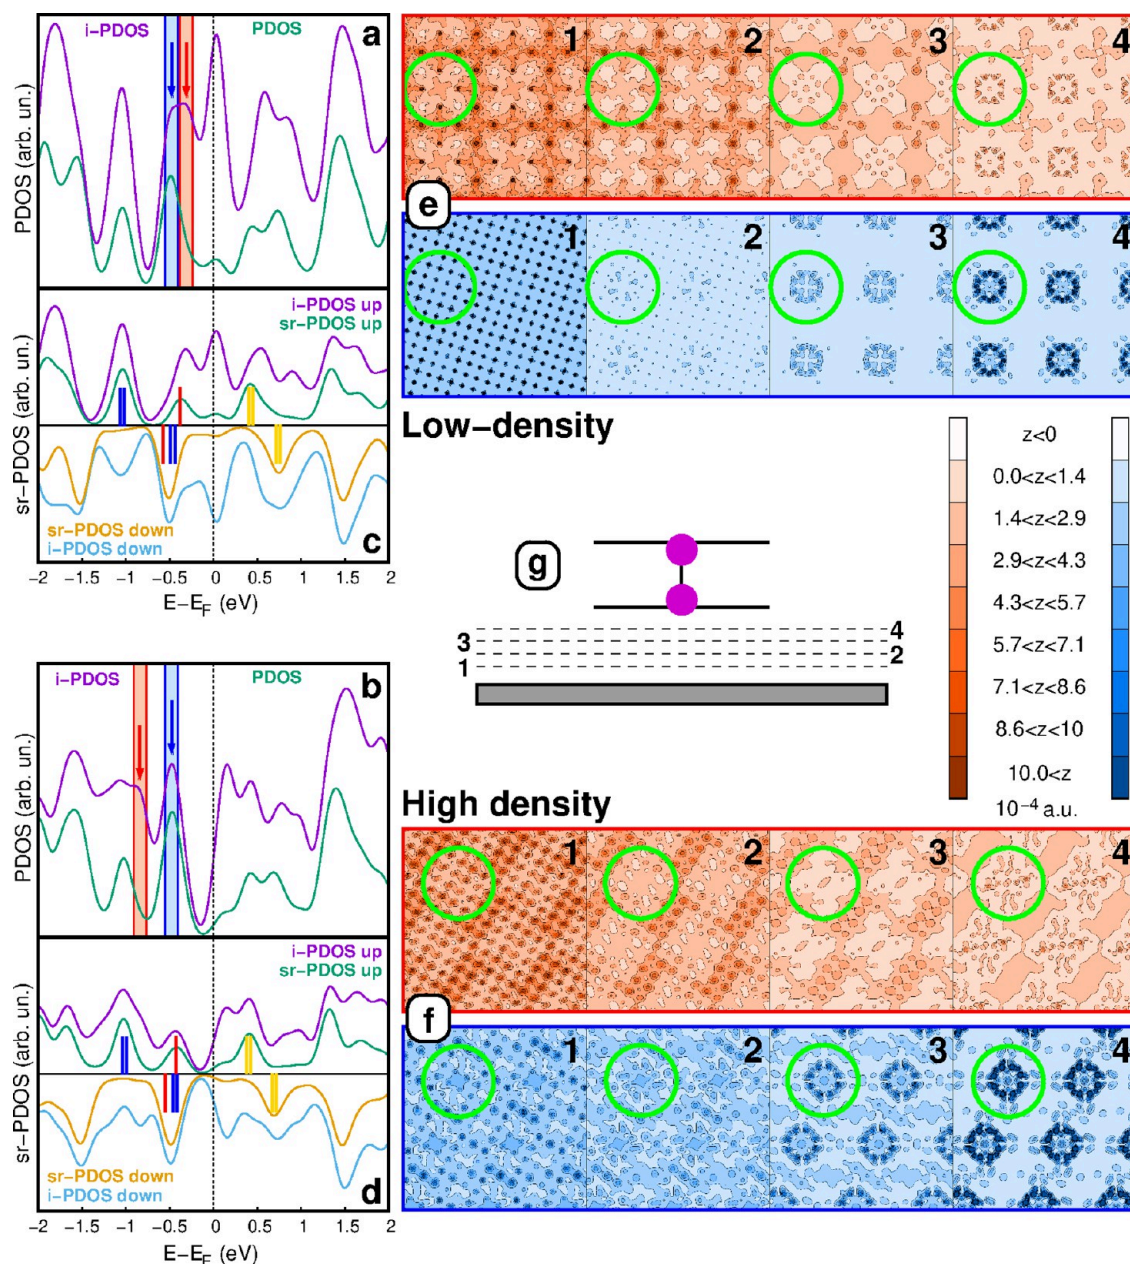 i-PDOS PDOS a
PDOS (arb. un.)
i-PDOS up
sr-PDOS up
sr-PDOS (arb. un.)
sr-PDOS down
i-PDOS down c
-2 -1.5 -1 -0.5 0 0.5 1 1.5 2
E-E_F (eV)
i-PDOS PDOS b
PDOS (arb. un.)
i-PDOS up
sr-PDOS up
sr-PDOS (arb. un.)
sr-PDOS down
i-PDOS down d
-2 -1.5 -1 -0.5 0 0.5 1 1.5 2
E-E_F (eV)
1 2 3 4
e
1 2 3 4
Low-density
g
4
3
2
1
z<0
0.0<z<1.4
1.4<z<2.9
2.9<z<4.3
4.3<z<5.7
5.7<z<7.1
7.1<z<8.6
8.6<z<10
10.0<z
10⁻⁴ a.u.
High density
1 2 3 4
f
1 2 3 4